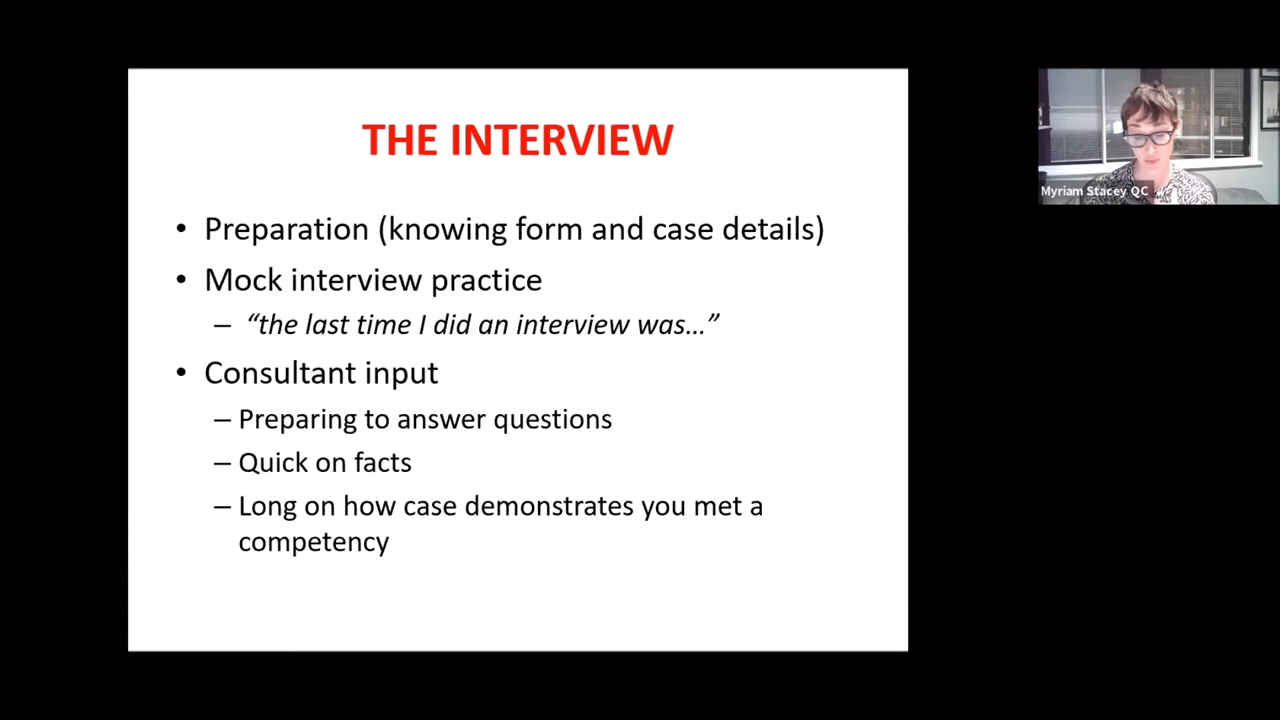 THE INTERVIEW
• Preparation (knowing form and case details)
• Mock interview practice
– “the last time I did an interview was…”
• Consultant input
– Preparing to answer questions
– Quick on facts
– Long on how case demonstrates you met a
competency
Myriam Stacey QC